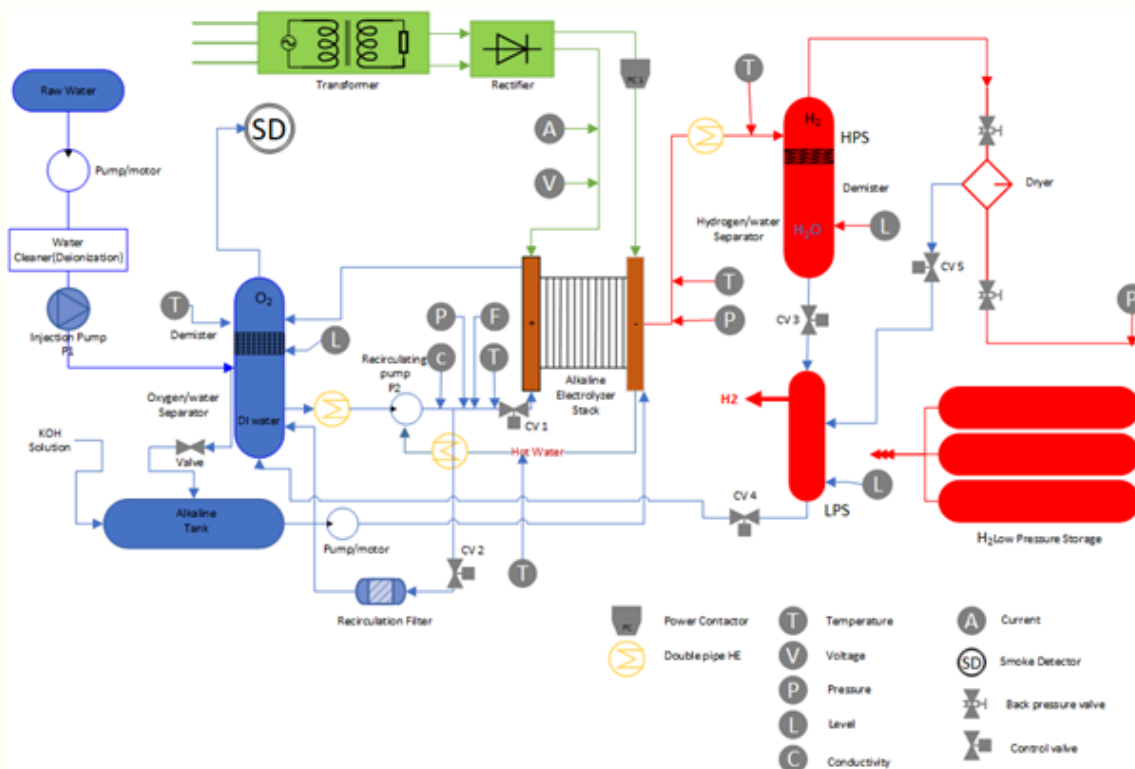 Transformer
Rectifier
PC 1
Raw Water
Pump/motor
Water
Cleaner(Deionization)
Injection Pump
P1
SD
A
V
T
Demister
O₂
L
Oxygen/water
Separator
DI water
KOH
Solution
Valve
Alkaline
Tank
Pump/motor
Recirculation Filter
Recirculating
pump
P2
P
F
c
T
CV 1
CV 2
T
Hot Water
+
-
Alkaline
Electrolyzer
Stack
T
H₂
HPS
Demister
Hydrogen/water
Separator
H₂O
L
T
P
CV 3
CV 4
CV 5
Dryer
P
H2
L
LPS
H₂Low Pressure Storage
PC
Power Contactor
Double pipe HE
T
Temperature
V
Voltage
P
Pressure
L
Level
C
Conductivity
A
Current
SD
Smoke Detector
Back pressure valve
Control valve